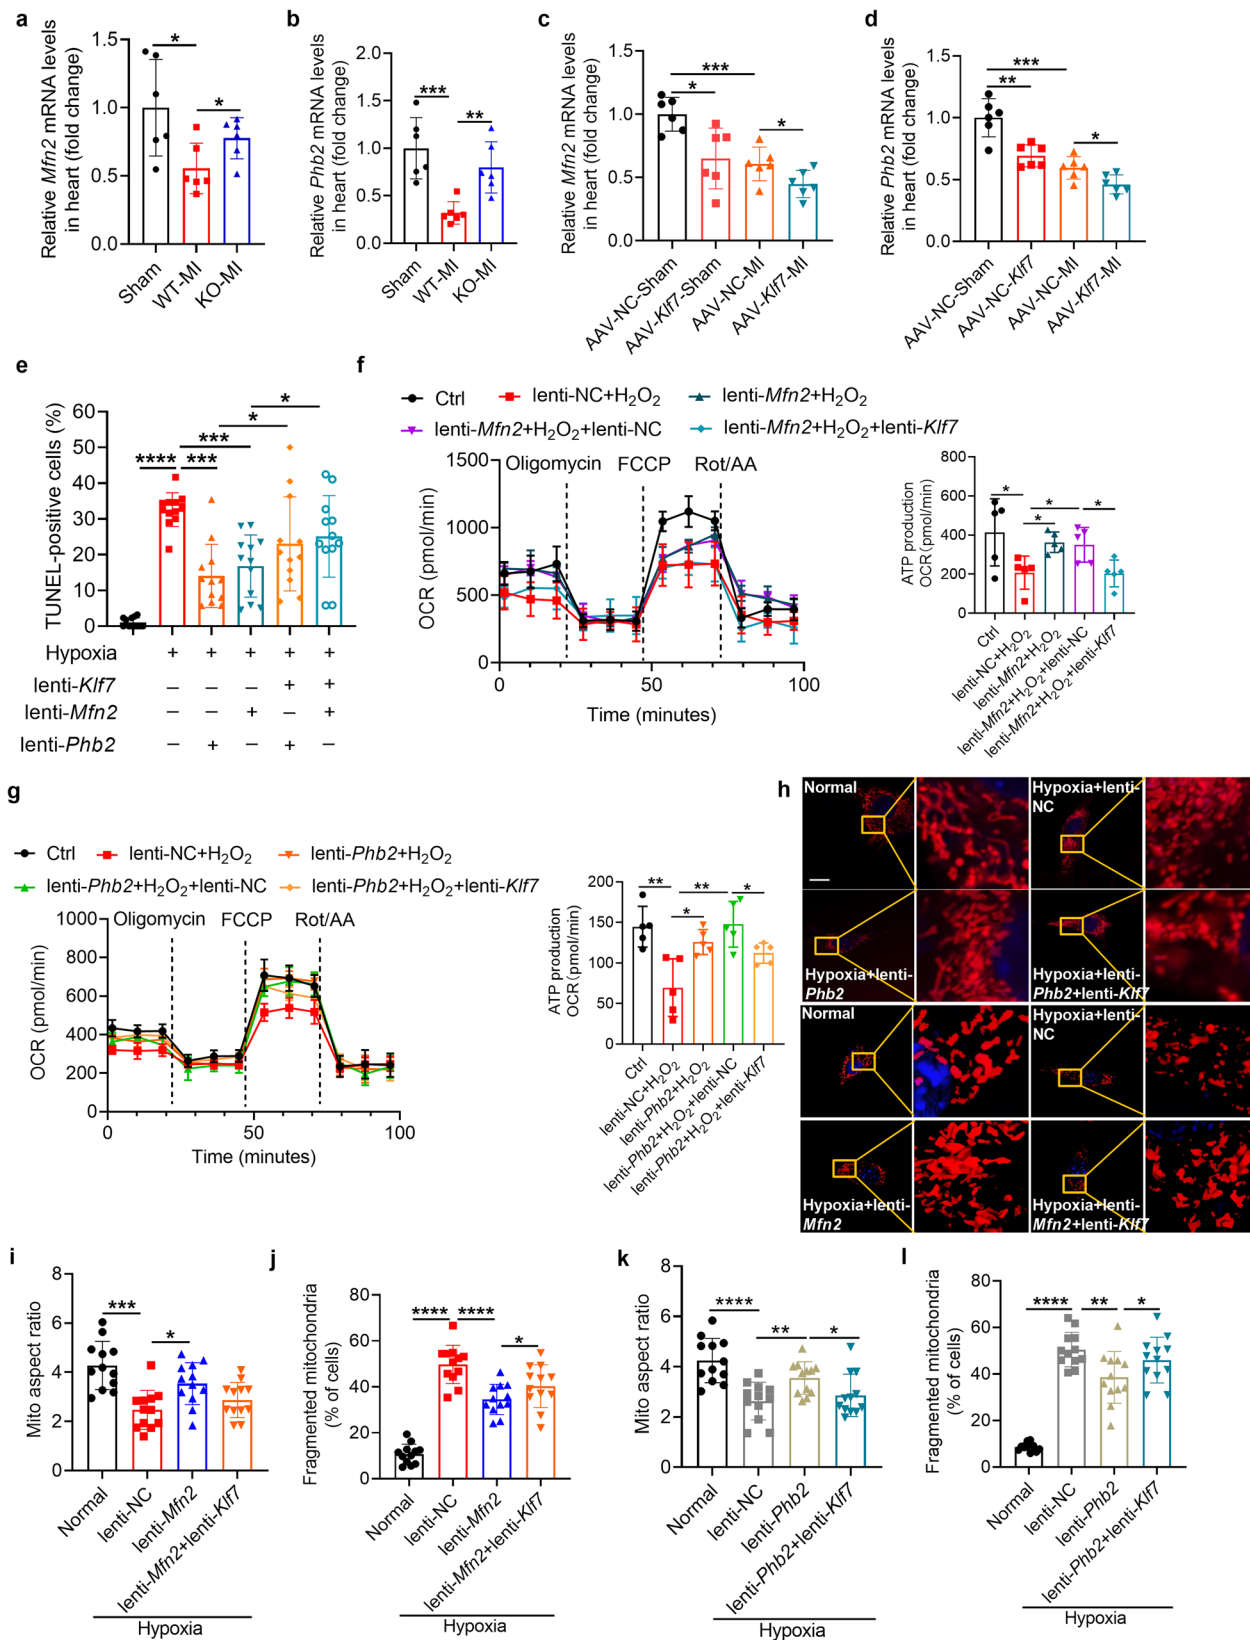 a
Relative Mfn2 mRNA levels
in heart (fold change)
1.5
1.0
0.5
0.0
*
*
Sham
WT-MI
KO-MI
b
Relative Phb2 mRNA levels
in heart (fold change)
2.0
1.5
1.0
0.5
0.0
***
**
Sham
WT-MI
KO-MI
c
Relative Mfn2 mRNA levels
in heart (fold change)
1.5
1.0
0.5
0.0
***
*
*
AAV-NC-Sham
AAV-Klf7-Sham
AAV-NC-MI
AAV-Klf7-MI
d
Relative Phb2 mRNA levels
in heart (fold change)
1.5
1.0
0.5
0.0
***
**
*
AAV-NC-Sham
AAV-NC-Klf7
AAV-NC-MI
AAV-Klf7-MI
e
TUNEL-positive cells (%)
60
50
40
30
20
10
0
*
*
***
**** ***
Hypoxia + + + + +
lenti-Klf7 − − − + +
lenti-Mfn2 − − + − +
lenti-Phb2 − + − + −
f
Ctrl lenti-NC+H₂O₂ lenti-Mfn2+H₂O₂
lenti-Mfn2+H₂O₂+lenti-NC lenti-Mfn2+H₂O₂+lenti-Klf7
OCR (pmol/min)
1500
1000
500
0
Oligomycin FCCP Rot/AA
0 50 100
Time (minutes)
ATP production
OCR(pmol/min)
800
600
400
200
0
* * * *
Ctrl
lenti-NC+H₂O₂
lenti-Mfn2+H₂O₂
lenti-Mfn2+H₂O₂+lenti-NC
lenti-Mfn2+H₂O₂+lenti-Klf7
g
Ctrl lenti-NC+H₂O₂ lenti-Phb2+H₂O₂
lenti-Phb2+H₂O₂+lenti-NC lenti-Phb2+H₂O₂+lenti-Klf7
OCR (pmol/min)
1000
800
600
400
200
0
Oligomycin FCCP Rot/AA
0 50 100
Time (minutes)
ATP production
OCR(pmol/min)
200
150
100
50
0
** ** *
*
Ctrl
lenti-NC+H₂O₂
lenti-Phb2+H₂O₂
lenti-Phb2+H₂O₂+lenti-NC
lenti-Phb2+H₂O₂+lenti-Klf7
h
Normal
Hypoxia+lenti-
NC
Hypoxia+lenti-
Phb2
Hypoxia+lenti-
Phb2+lenti-Klf7
Normal
Hypoxia+lenti-
NC
Hypoxia+lenti-
Mfn2
Hypoxia+lenti-
Mfn2+lenti-Klf7
i
Mito aspect ratio
8
6
4
2
0
***
*
Normal
lenti-NC
lenti-Mfn2
lenti-Mfn2+lenti-Klf7
Hypoxia
j
Fragmented mitochondria
(% of cells)
80
60
40
20
0
**** ****
*
Normal
lenti-NC
lenti-Mfn2
lenti-Mfn2+lenti-Klf7
Hypoxia
k
Mito aspect ratio
8
6
4
2
0
****
** *
Normal
lenti-NC
lenti-Phb2
lenti-Phb2+lenti-Klf7
Hypoxia
l
Fragmented mitochondria
(% of cells)
80
60
40
20
0
**** ** *
Normal
lenti-NC
lenti-Phb2
lenti-Phb2+lenti-Klf7
Hypoxia